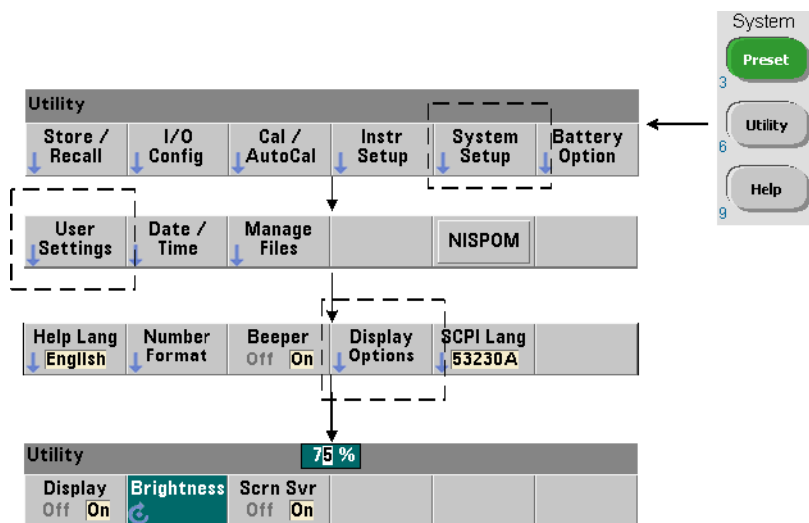 System
Preset
3
Utility
6
Help
9
Utility
Store / Recall
I/O Config
Cal / AutoCal
Instr Setup
System Setup
Battery Option
User Settings
Date / Time
Manage Files
NISPOM
Help Lang English
Number Format
Beeper Off On
Display Options
SCPI Lang 53230A
Utility
75 %
Display Off On
Brightness
Scrn Svr Off On